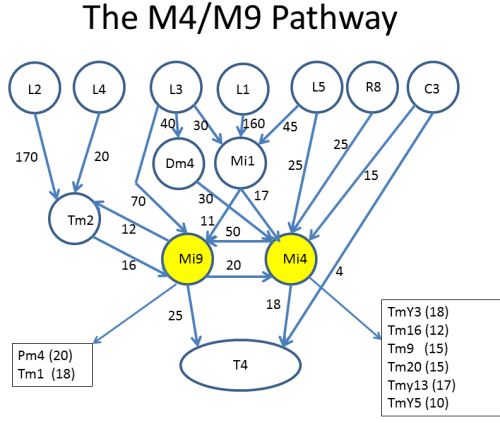 The M4/M9 Pathway
L2
L4
L3
L1
L5
R8
C3
40
30
160
45
170
20
25
25
15
Dm4
Mi1
70
30
17
11
Tm2
12
50
16
Mi9
20
Mi4
4
25
18
T4
Pm4 (20)
Tm1 (18)
TmY3 (18)
Tm16 (12)
Tm9 (15)
Tm20 (15)
Tmy13 (17)
TmY5 (10)